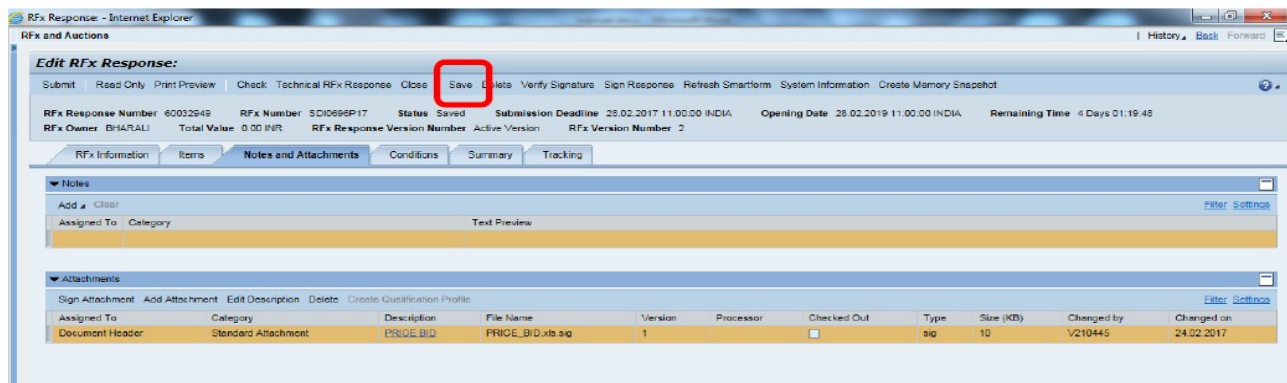 RFx Response: - Internet Explorer
RFx and Auctions
History Back Forward
Edit RFx Response:
Submit Read Only Print Preview Check Technical RFx Response Close Save Delete Verify Signature Sign Response Refresh Smartform System Information Create Memory Snapshot
RFx Response Number 60032949 RFx Number SDI0696P17 Status Saved Submission Deadline 28.02.2017 11:00:00 INDIA Opening Date 28.02.2019 11:00:00 INDIA Remaining Time 4 Days 01:19:48
RFx Owner BHARALI Total Value 0.00 INR RFx Response Version Number Active Version RFx Version Number 2
RFx Information Items Notes and Attachments Conditions Summary Tracking
Notes
Add Clear Filter Settings
Assigned To Category Text Preview
Attachments
Sign Attachment Add Attachment Edit Description Delete Create Qualification Profile Filter Settings
Assigned To Category Description File Name Version Processor Checked Out Type Size (KB) Changed by Changed on
Document Header Standard Attachment PRICE BID PRICE_BID.xls.sig 1 sig 10 V210445 24.02.2017